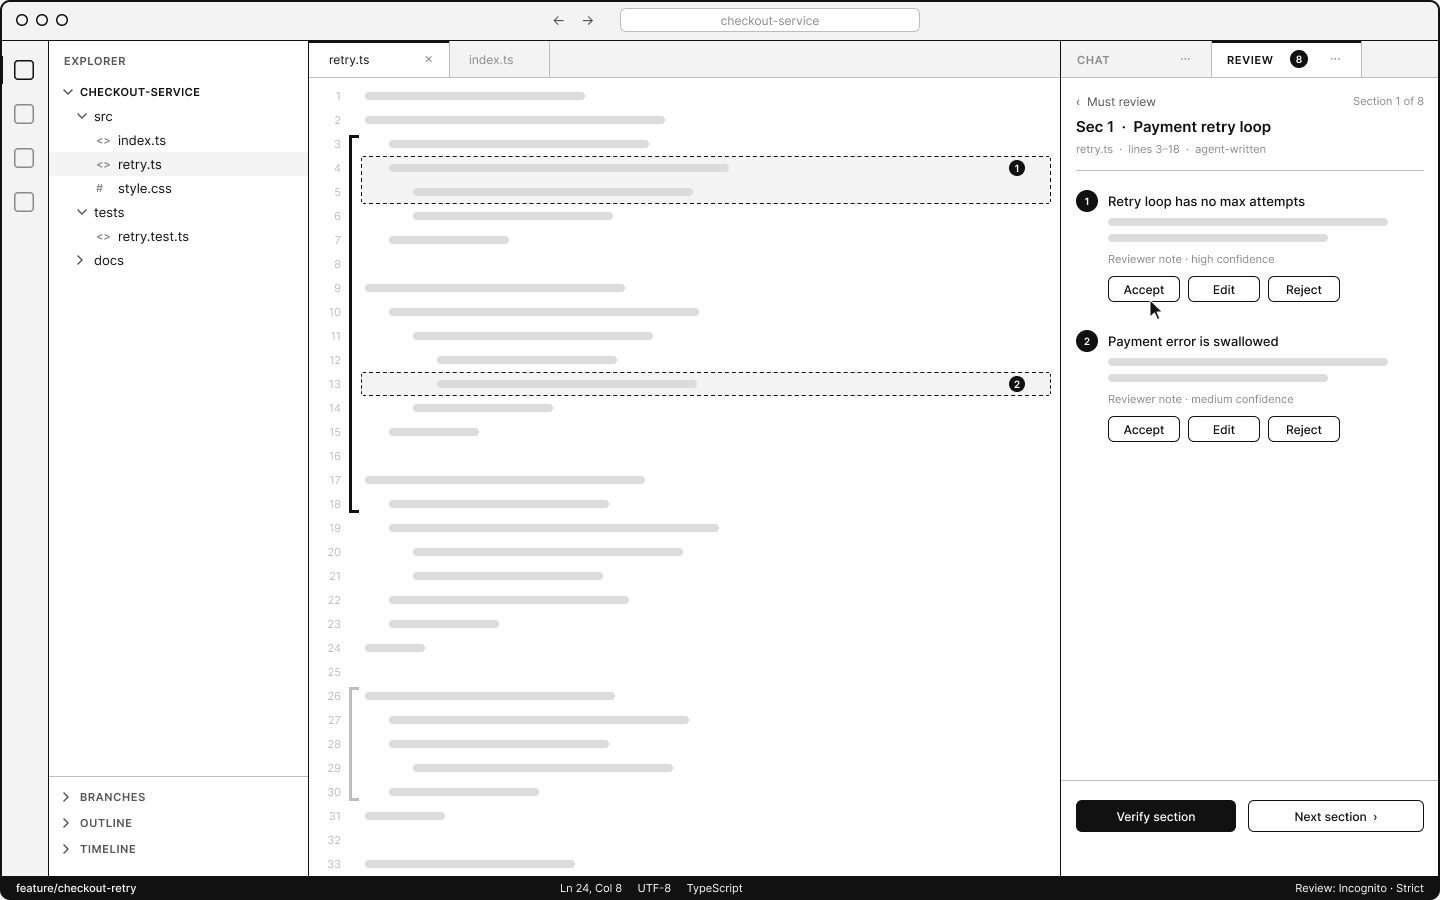 ← → checkout-service
EXPLORER
CHECKOUT-SERVICE
src
<> index.ts
<> retry.ts
# style.css
tests
<> retry.test.ts
docs
BRANCHES
OUTLINE
TIMELINE
retry.ts × index.ts
1
2
3
4 1
5
6
7
8
9
10
11
12
13 2
14
15
16
17
18
19
20
21
22
23
24
25
26
27
28
29
30
31
32
33
CHAT ··· REVIEW 8 ···
‹ Must review Section 1 of 8
Sec 1 · Payment retry loop
retry.ts · lines 3–18 · agent-written
1 Retry loop has no max attempts
Reviewer note · high confidence
Accept Edit Reject
2 Payment error is swallowed
Reviewer note · medium confidence
Accept Edit Reject
Verify section Next section ›
feature/checkout-retry Ln 24, Col 8 UTF-8 TypeScript Review: Incognito · Strict